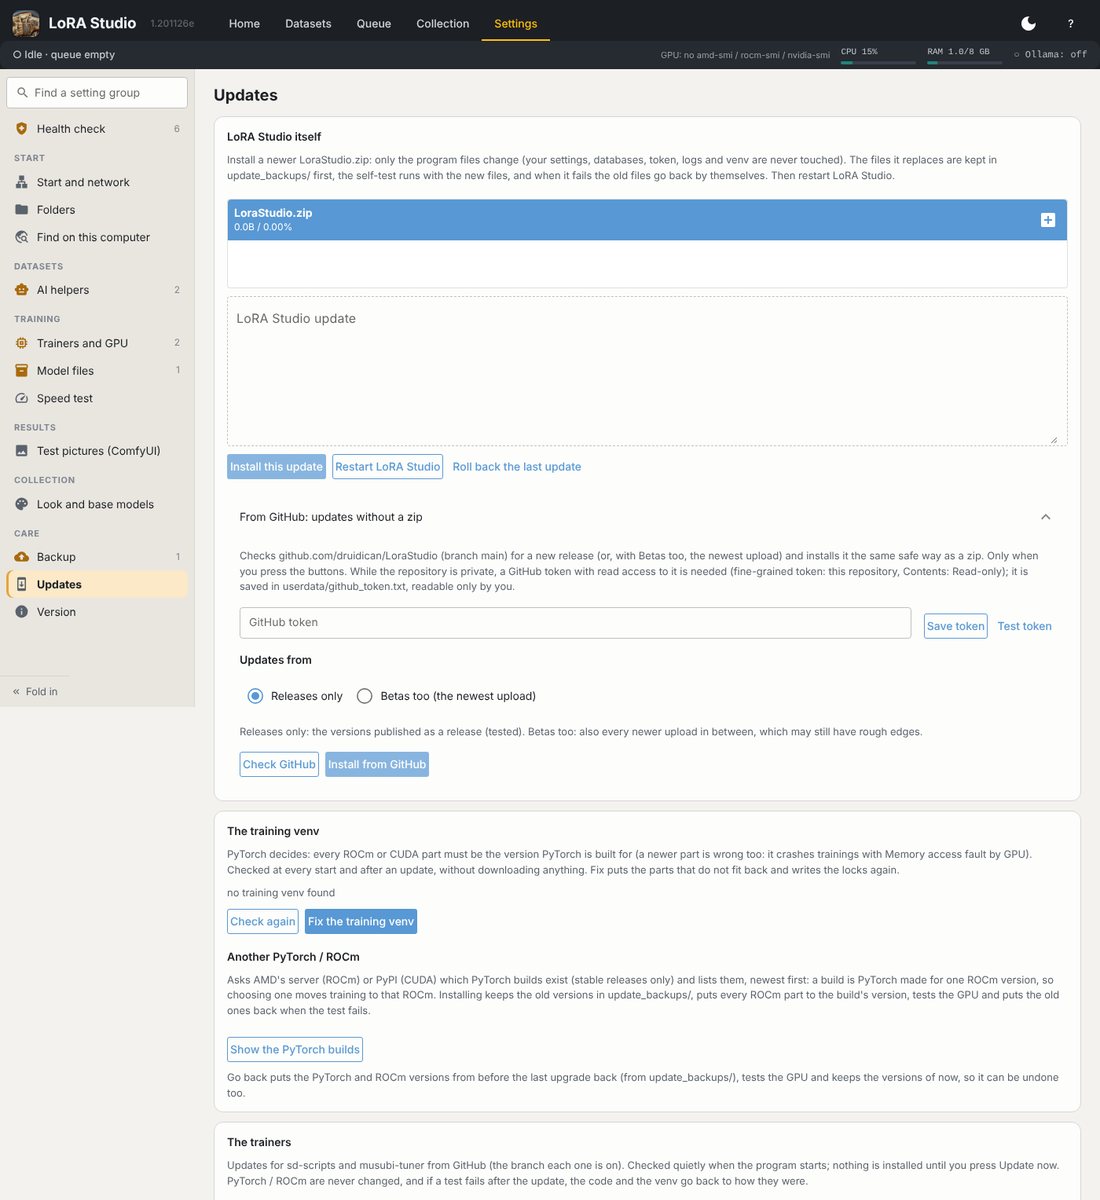 LoRA Studio 1.201126e Home Datasets Queue Collection Settings ?
Idle · queue empty GPU: no amd-smi / rocm-smi / nvidia-smi CPU 15% RAM 1.0/8 GB Ollama: off
Find a setting group
Health check 6
START
Start and network
Folders
Find on this computer
DATASETS
AI helpers 2
TRAINING
Trainers and GPU 2
Model files 1
Speed test
RESULTS
Test pictures (ComfyUI)
COLLECTION
Look and base models
CARE
Backup 1
Updates
Version
« Fold in
Updates
LoRA Studio itself
Install a newer LoraStudio.zip: only the program files change (your settings, databases, token, logs and venv are never touched). The files it replaces are kept in
update_backups/ first, the self-test runs with the new files, and when it fails the old files go back by themselves. Then restart LoRA Studio.
LoraStudio.zip
0.0B / 0.00%
LoRA Studio update
Install this update Restart LoRA Studio Roll back the last update
From GitHub: updates without a zip
Checks github.com/druidican/LoraStudio (branch main) for a new release (or, with Betas too, the newest upload) and installs it the same safe way as a zip. Only when
you press the buttons. While the repository is private, a GitHub token with read access to it is needed (fine-grained token: this repository, Contents: Read-only); it is
saved in userdata/github_token.txt, readable only by you.
GitHub token Save token Test token
Updates from
Releases only Betas too (the newest upload)
Releases only: the versions published as a release (tested). Betas too: also every newer upload in between, which may still have rough edges.
Check GitHub Install from GitHub
The training venv
PyTorch decides: every ROCm or CUDA part must be the version PyTorch is built for (a newer part is wrong too: it crashes trainings with Memory access fault by GPU).
Checked at every start and after an update, without downloading anything. Fix puts the parts that do not fit back and writes the locks again.
no training venv found
Check again Fix the training venv
Another PyTorch / ROCm
Asks AMD's server (ROCm) or PyPI (CUDA) which PyTorch builds exist (stable releases only) and lists them, newest first: a build is PyTorch made for one ROCm version, so
choosing one moves training to that ROCm. Installing keeps the old versions in update_backups/, puts every ROCm part to the build's version, tests the GPU and puts the old
ones back when the test fails.
Show the PyTorch builds
Go back puts the PyTorch and ROCm versions from before the last upgrade back (from update_backups/), tests the GPU and keeps the versions of now, so it can be undone
too.
The trainers
Updates for sd-scripts and musubi-tuner from GitHub (the branch each one is on). Checked quietly when the program starts; nothing is installed until you press Update now.
PyTorch / ROCm are never changed, and if a test fails after the update, the code and the venv go back to how they were.